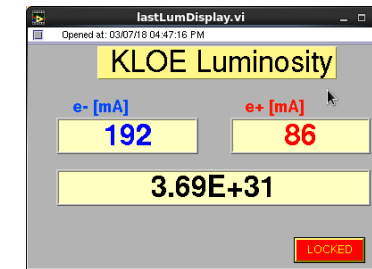 lastLumDisplay.vi
Opened at: 03/07/18 04:47:16 PM
KLOE Luminosity
e- [mA] e+ [mA]
192 86
3.69E+31
LOCKED